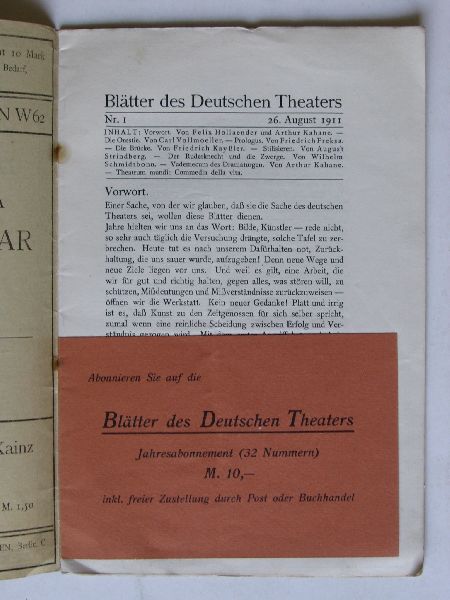 nt 10 Mark
Bedarf,
N W62
A
AR
Kainz
M. 1,50
EN, Berlin, C
Blätter des Deutschen Theaters
Nr. 1 26. August 1911
INHALT: Vorwort. Von Felix Hollaender und Arthur Kahane. —
Die Orestie. Von Carl Vollmoeller. — Prologus. Von Friedrich Freksa.
— Die Brücke. Von Friedrich Kayßler. — Stilisieren. Von August
Strindberg. — Der Rudesknecht und die Zwerge. Von Wilhelm
Schmidtbonn. — Vademecum des Dramatikers. Von Arthur Kahane.
— Theatrum mundi: Commedia della vita.
Vorwort.
Einer Sache, von der wir glauben, daß sie die Sache des deutschen
Theaters sei, wollen diese Blätter dienen.
Jahre hielten wir uns an das Wort: Bilde, Künstler — rede nicht,
so sehr auch täglich die Versuchung drängte, solche Tafel zu zer-
brechen. Heute tut es nach unserem Dafürhalten not, Zurück-
haltung, die uns sauer wurde, aufzugeben! Denn neue Wege und
neue Ziele liegen vor uns. Und weil es gilt, eine Arbeit, die
wir für gut und richtig halten, gegen alles, was stören will, zu
schützen, Mißdeutungen und Mißverständnisse zurückzuweisen —
öffnen wir die Werkstatt. Kein neuer Gedanke! Platt und irrig
ist es, daß Kunst zu den Zeitgenossen für sich selber spricht,
zumal wenn eine reinliche Scheidung zwischen Erfolg und Ver-
ständnis gezogen wird.
Abonnieren Sie auf die
Blätter des Deutschen Theaters
Jahresabonnement (32 Nummern)
M. 10,—
inkl. freier Zustellung durch Post oder Buchhandel